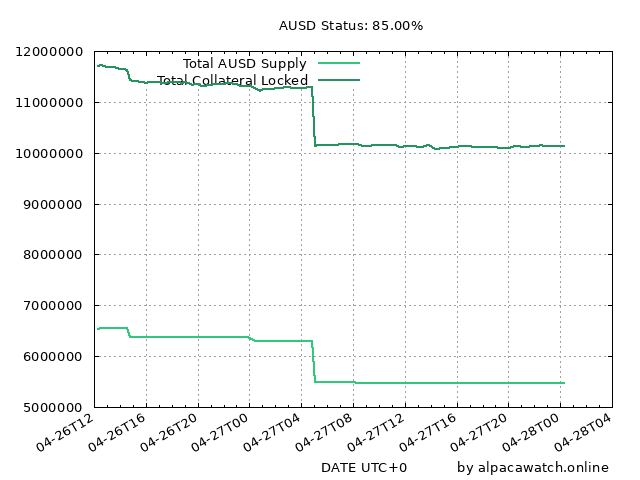 AUSD Status: 85.00%
12000000
11000000
10000000
9000000
8000000
7000000
6000000
5000000
Total AUSD Supply
Total Collateral Locked
04-26T12
04-26T16
04-26T20
04-27T00
04-27T04
04-27T08
04-27T12
04-27T16
04-27T20
04-28T00
04-28T04
DATE UTC+0
by alpacawatch.online